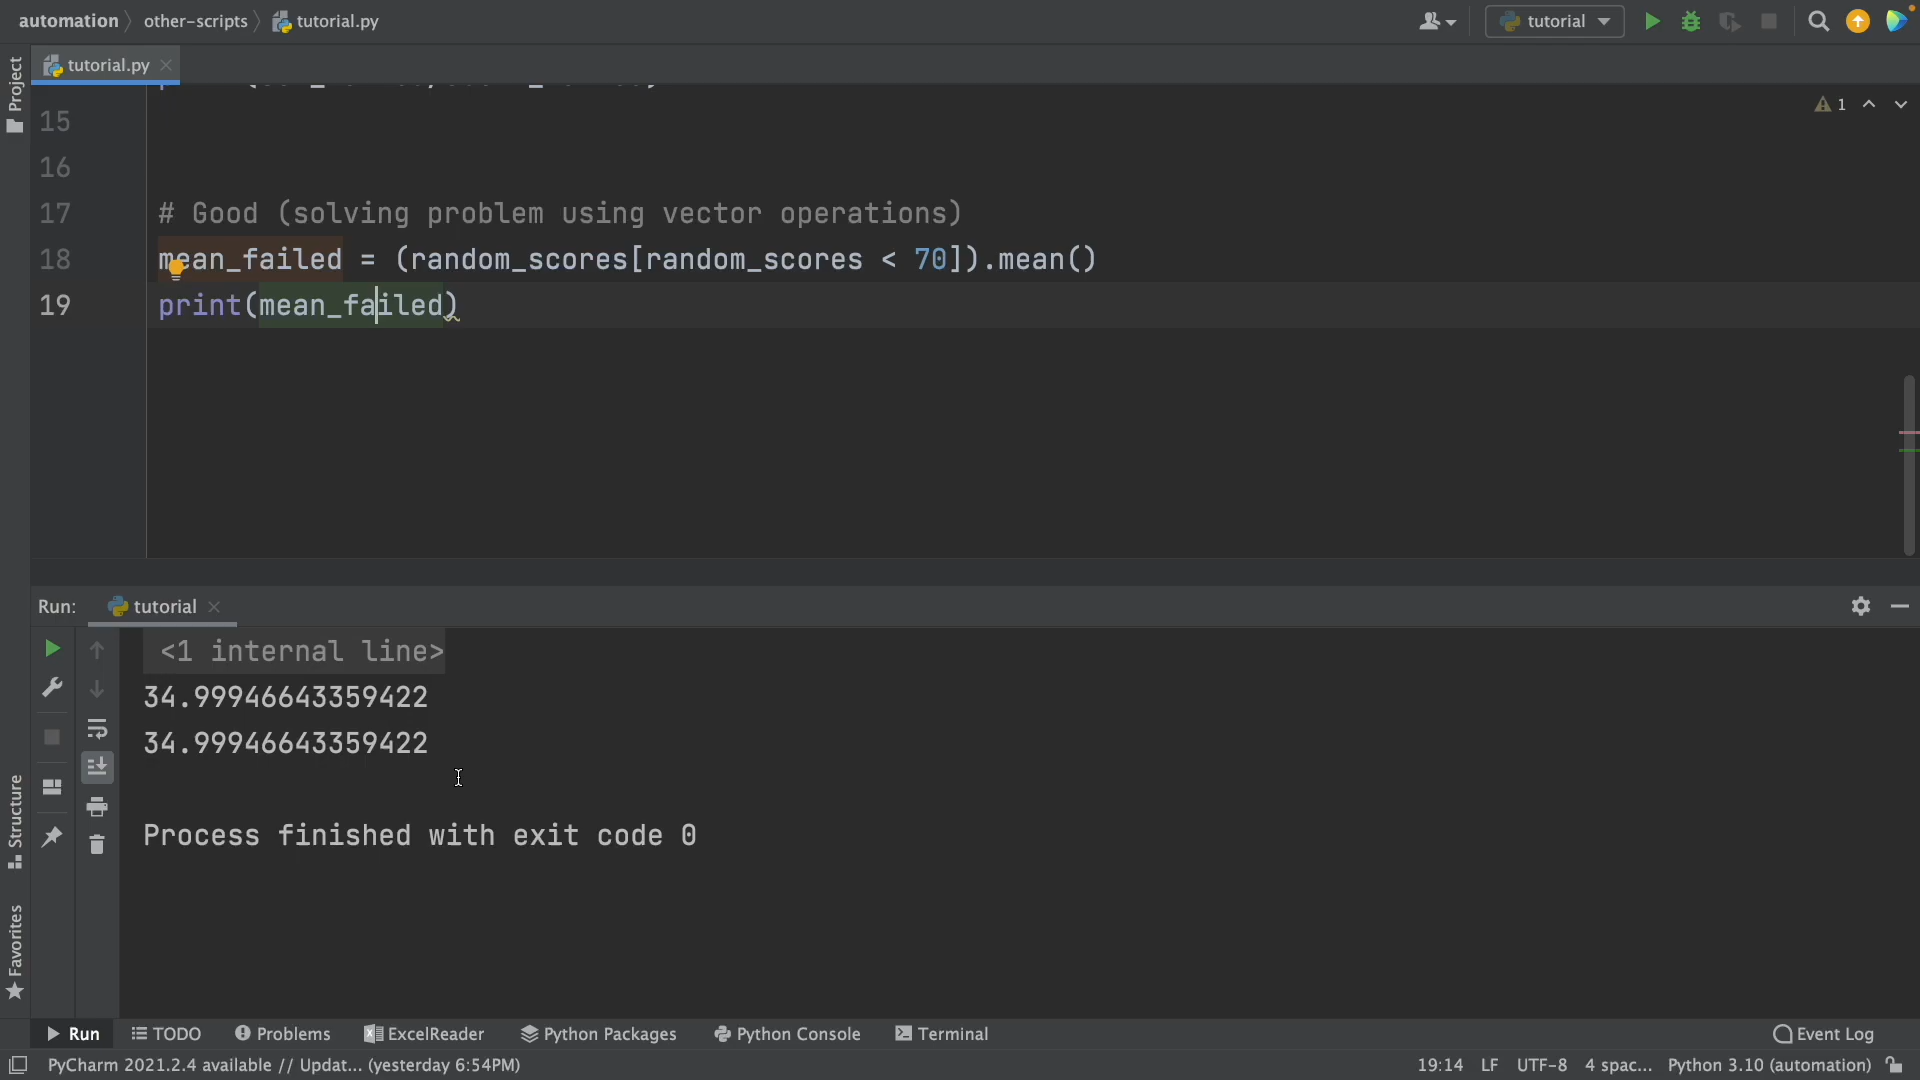 automation other-scripts tutorial.py
tutorial
tutorial.py
Project
1
15
16
17 # Good (solving problem using vector operations)
18 mean_failed = (random_scores[random_scores < 70]).mean()
19 print(mean_failed)
Run: tutorial
<1 internal line>
34.99946643359422
34.99946643359422
Process finished with exit code 0
Structure
Favorites
Run TODO Problems ExcelReader Python Packages Python Console Terminal Event Log
PyCharm 2021.2.4 available // Updat... (yesterday 6:54PM) 19:14 LF UTF-8 4 spac... Python 3.10 (automation)